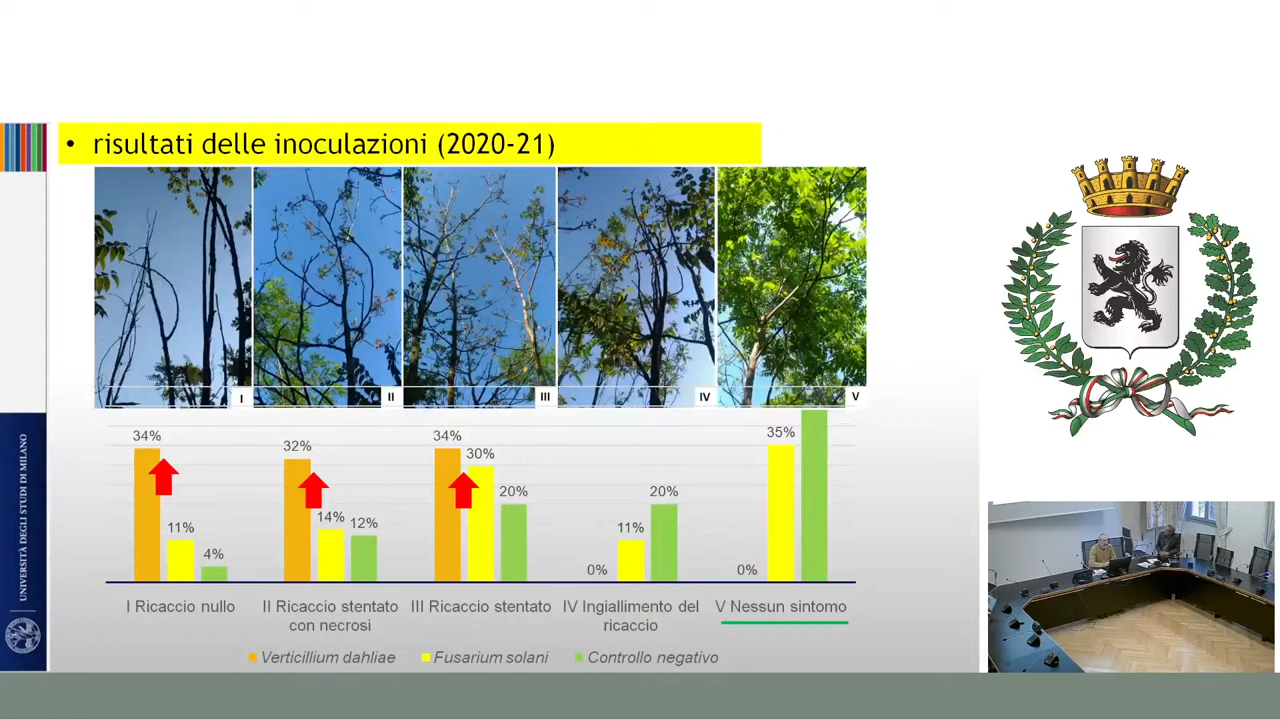 • risultati delle inoculazioni (2020-21)
I
II
III
IV
V
34%
11%
4%
32%
14%
12%
34%
30%
20%
0%
11%
20%
0%
35%
I Ricaccio nullo
II Ricaccio stentato
con necrosi
III Ricaccio stentato
IV Ingiallimento del
ricaccio
V Nessun sintomo
Verticillium dahliae
Fusarium solani
Controllo negativo
UNIVERSITÀ DEGLI STUDI DI MILANO